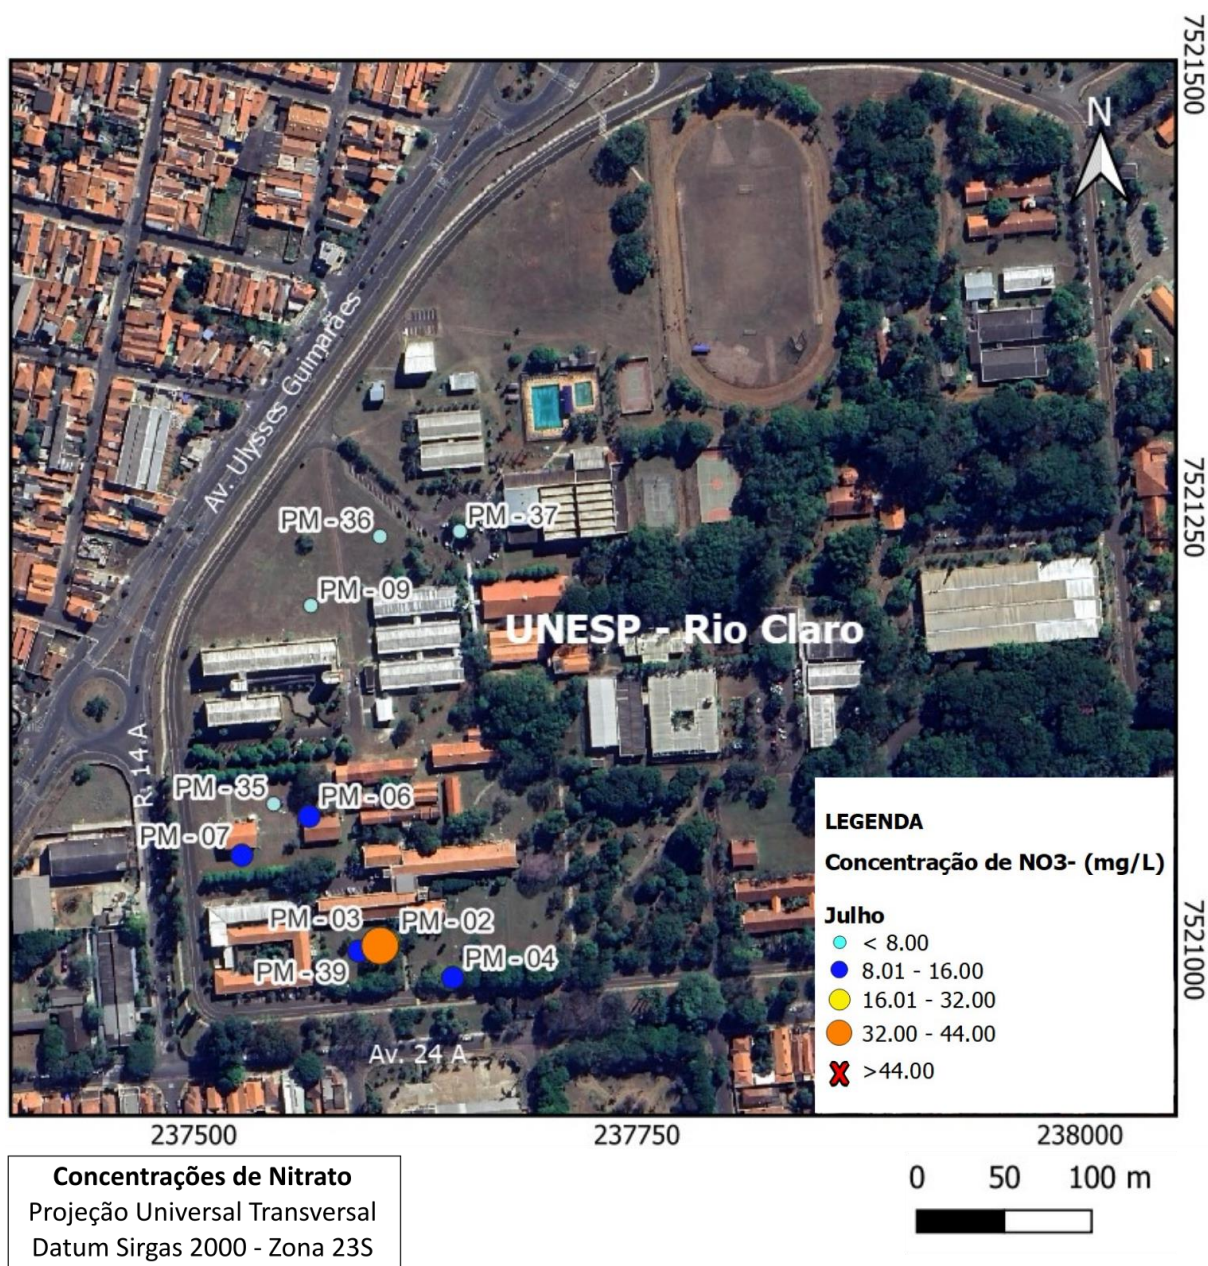 7521500
N
Av. Ulysses Guimarães
7521250
PM - 36
PM - 37
PM - 09
UNESP - Rio Claro
R. 14 A
PM - 35
PM - 06
PM - 07
PM - 03
PM - 02
PM - 39
PM - 04
Av. 24 A
LEGENDA
Concentração de NO3- (mg/L)
Julho
< 8.00
8.01 - 16.00
16.01 - 32.00
32.00 - 44.00
>44.00
7521000
237500
237750
238000
Concentrações de Nitrato
Projeção Universal Transversal
Datum Sirgas 2000 - Zona 23S
0 50 100 m